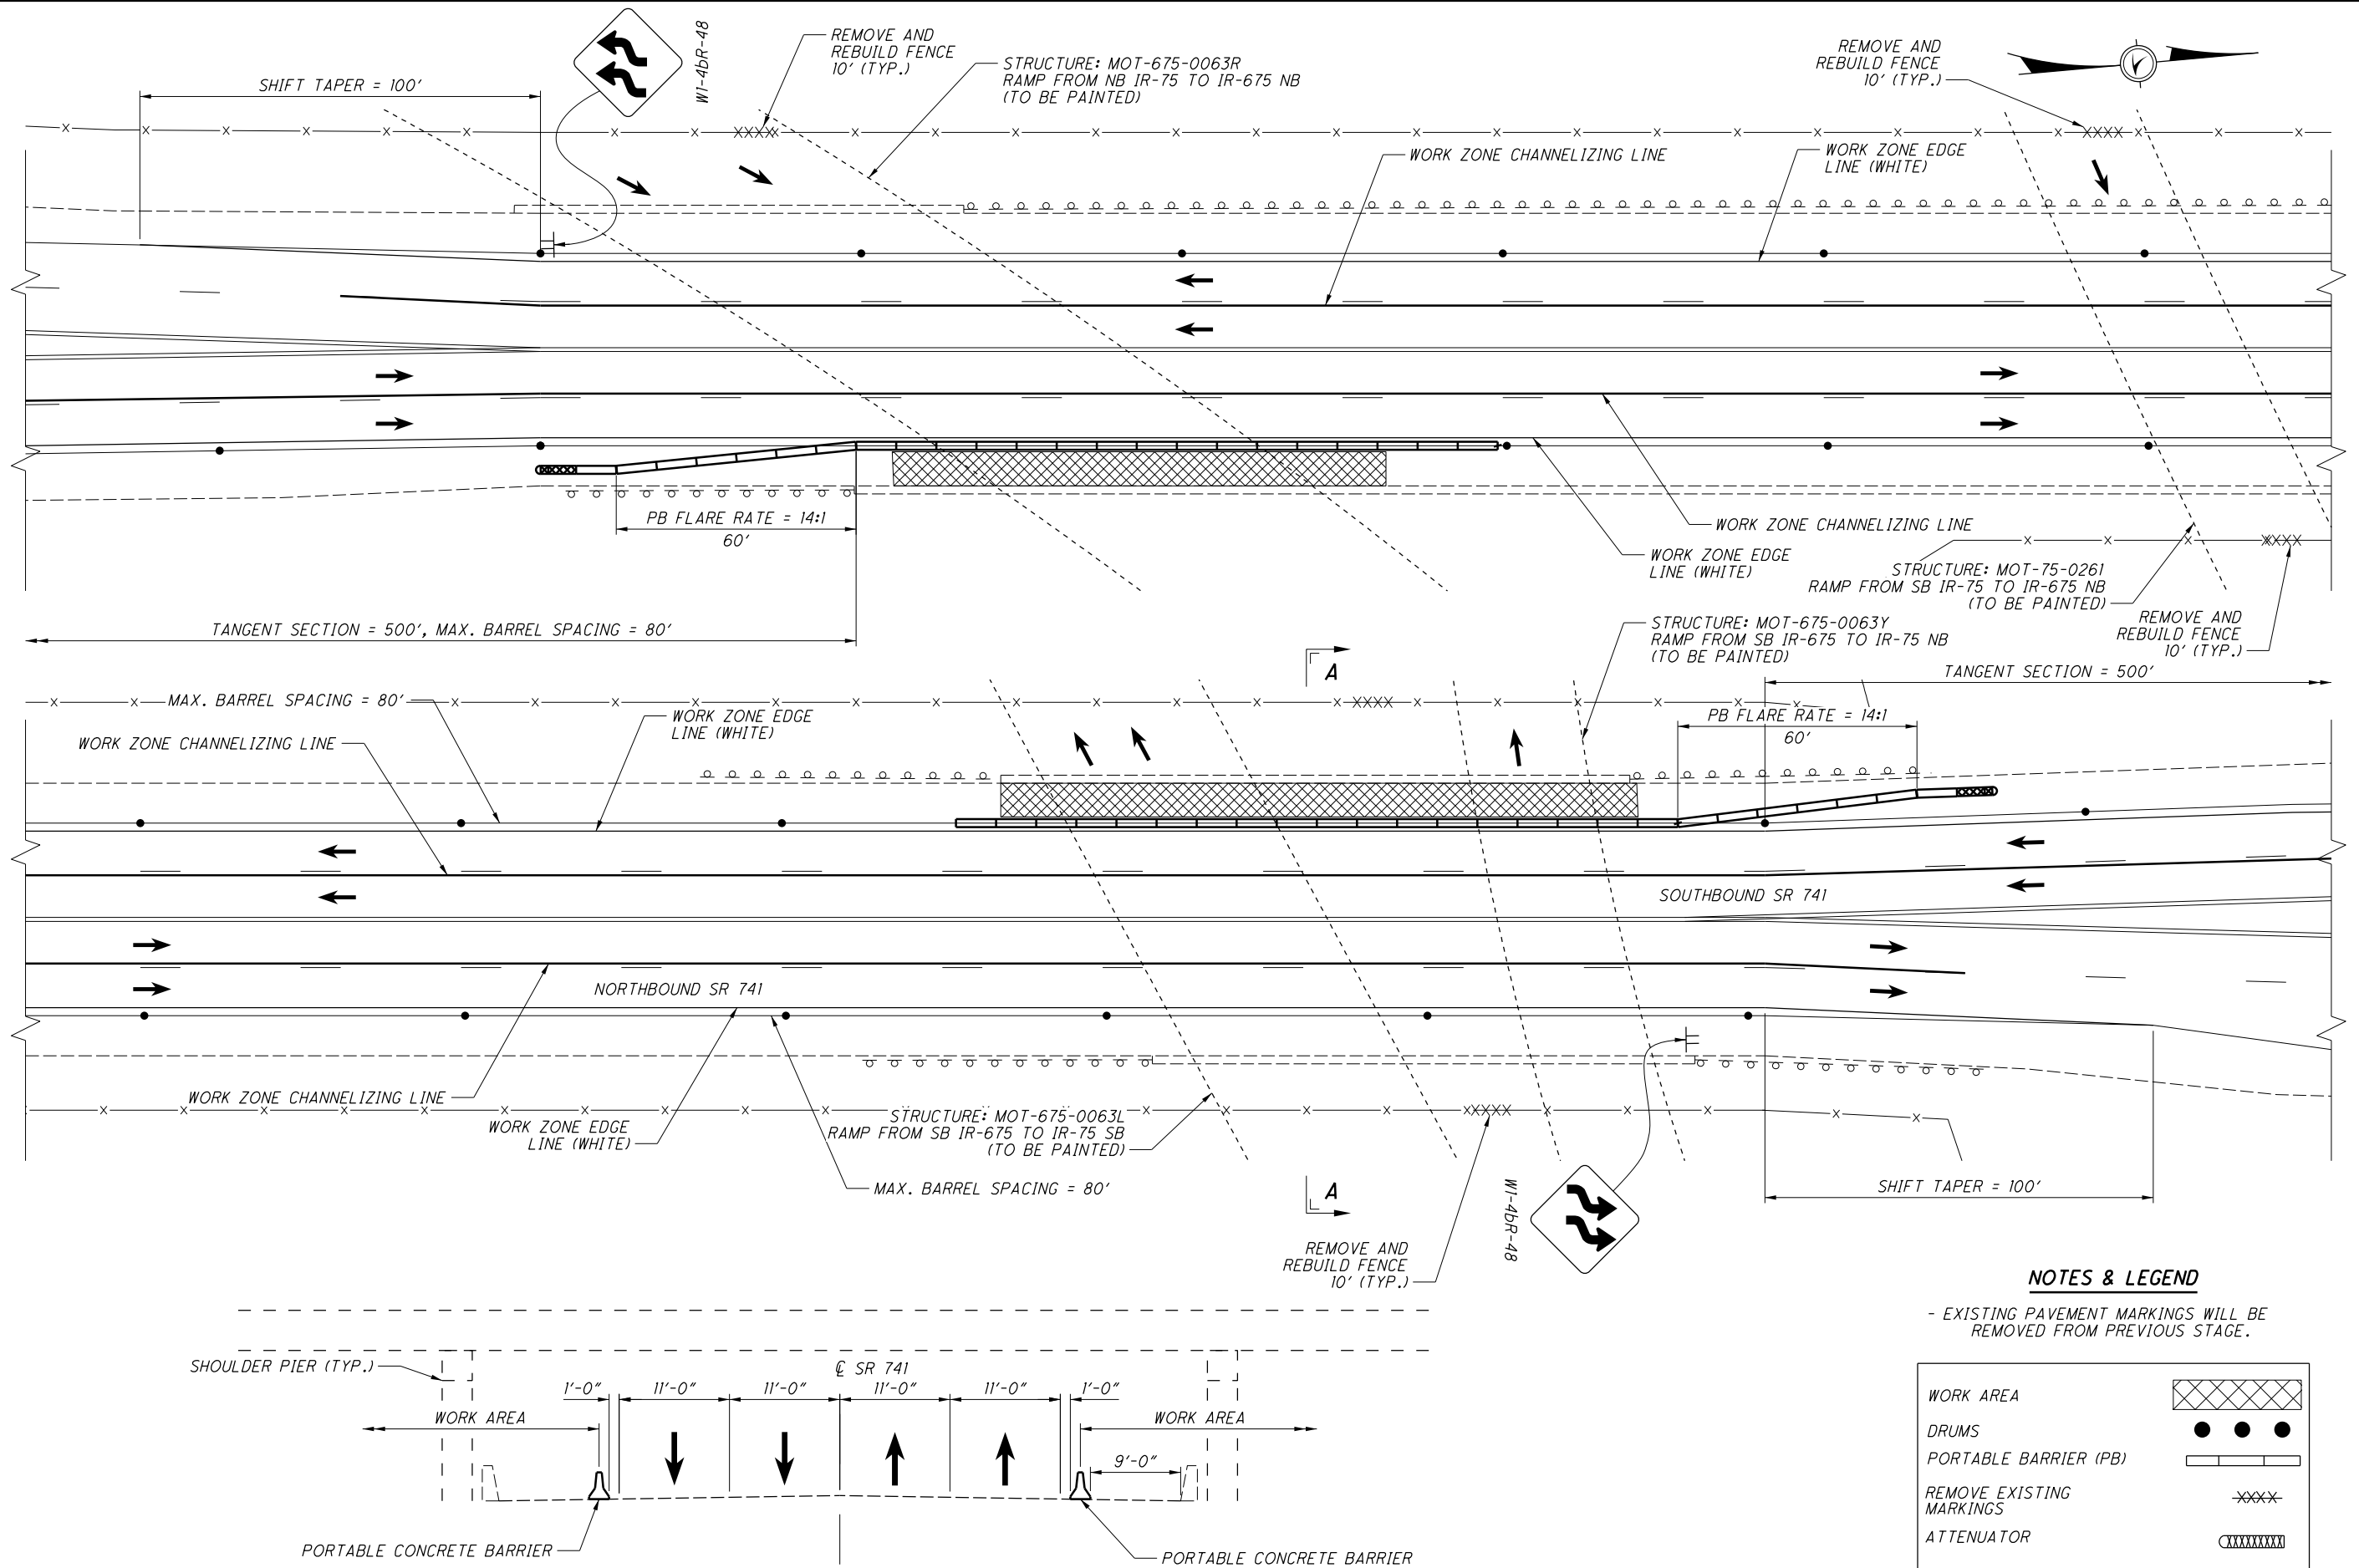 SHIFT TAPER = 100'
W1-4bR-48
REMOVE AND
REBUILD FENCE
10' (TYP.)
STRUCTURE: MOT-675-0063R
RAMP FROM NB IR-75 TO IR-675 NB
(TO BE PAINTED)
REMOVE AND
REBUILD FENCE
10' (TYP.)
WORK ZONE CHANNELIZING LINE
WORK ZONE EDGE
LINE (WHITE)
PB FLARE RATE = 14:1
60'
WORK ZONE CHANNELIZING LINE
WORK ZONE EDGE
LINE (WHITE)
STRUCTURE: MOT-75-0261
RAMP FROM SB IR-75 TO IR-675 NB
(TO BE PAINTED)
REMOVE AND
REBUILD FENCE
10' (TYP.)
TANGENT SECTION = 500', MAX. BARREL SPACING = 80'
STRUCTURE: MOT-675-0063Y
RAMP FROM SB IR-675 TO IR-75 NB
(TO BE PAINTED)
A
TANGENT SECTION = 500'
MAX. BARREL SPACING = 80'
WORK ZONE EDGE
LINE (WHITE)
WORK ZONE CHANNELIZING LINE
PB FLARE RATE = 14:1
60'
SOUTHBOUND SR 741
NORTHBOUND SR 741
WORK ZONE CHANNELIZING LINE
WORK ZONE EDGE
LINE (WHITE)
STRUCTURE: MOT-675-0063L
RAMP FROM SB IR-675 TO IR-75 SB
(TO BE PAINTED)
MAX. BARREL SPACING = 80'
A
W1-4bR-48
SHIFT TAPER = 100'
REMOVE AND
REBUILD FENCE
10' (TYP.)
NOTES & LEGEND
- EXISTING PAVEMENT MARKINGS WILL BE
REMOVED FROM PREVIOUS STAGE.
SHOULDER PIER (TYP.)
℄ SR 741
1'-0"
11'-0"
11'-0"
11'-0"
11'-0"
1'-0"
WORK AREA
WORK AREA
9'-0"
PORTABLE CONCRETE BARRIER
PORTABLE CONCRETE BARRIER
WORK AREA
DRUMS
PORTABLE BARRIER (PB)
REMOVE EXISTING
MARKINGS
ATTENUATOR